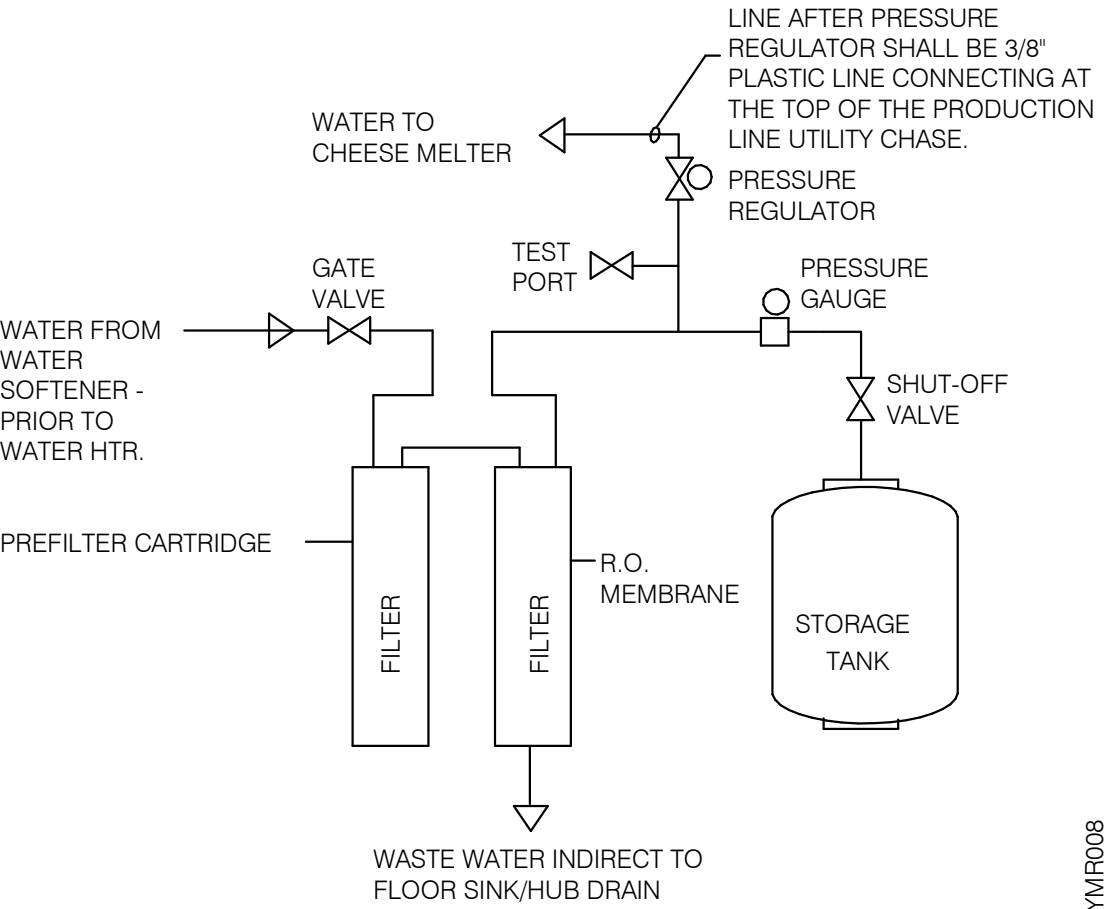 LINE AFTER PRESSURE
REGULATOR SHALL BE 3/8"
PLASTIC LINE CONNECTING AT
THE TOP OF THE PRODUCTION
LINE UTILITY CHASE.
WATER TO
CHEESE MELTER
PRESSURE
REGULATOR
TEST
PORT
GATE
VALVE
PRESSURE
GAUGE
WATER FROM
WATER
SOFTENER -
PRIOR TO
WATER HTR.
SHUT-OFF
VALVE
PREFILTER CARTRIDGE
R.O.
MEMBRANE
FILTER
FILTER
STORAGE
TANK
WASTE WATER INDIRECT TO
FLOOR SINK/HUB DRAIN
YMR008